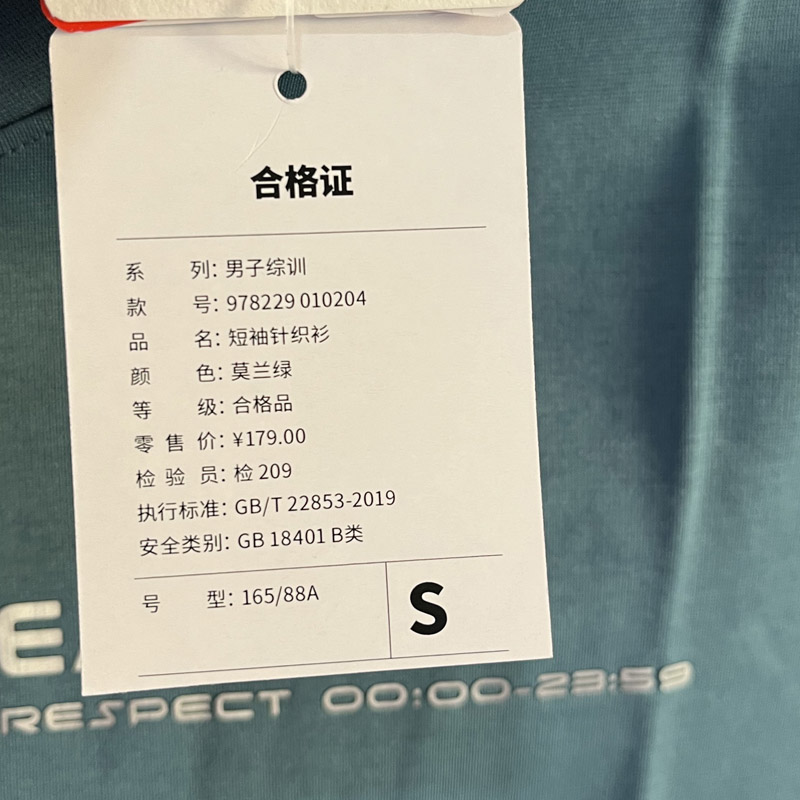 合格证
系 列：男子综训
款 号：978229 010204
品 名：短袖针织衫
颜 色：莫兰绿
等 级：合格品
零 售 价：¥179.00
检 验 员：检 209
执行标准：GB/T 22853-2019
安全类别：GB 18401 B类
号 型：165/88A
S
RESPECT 00:00-23:59